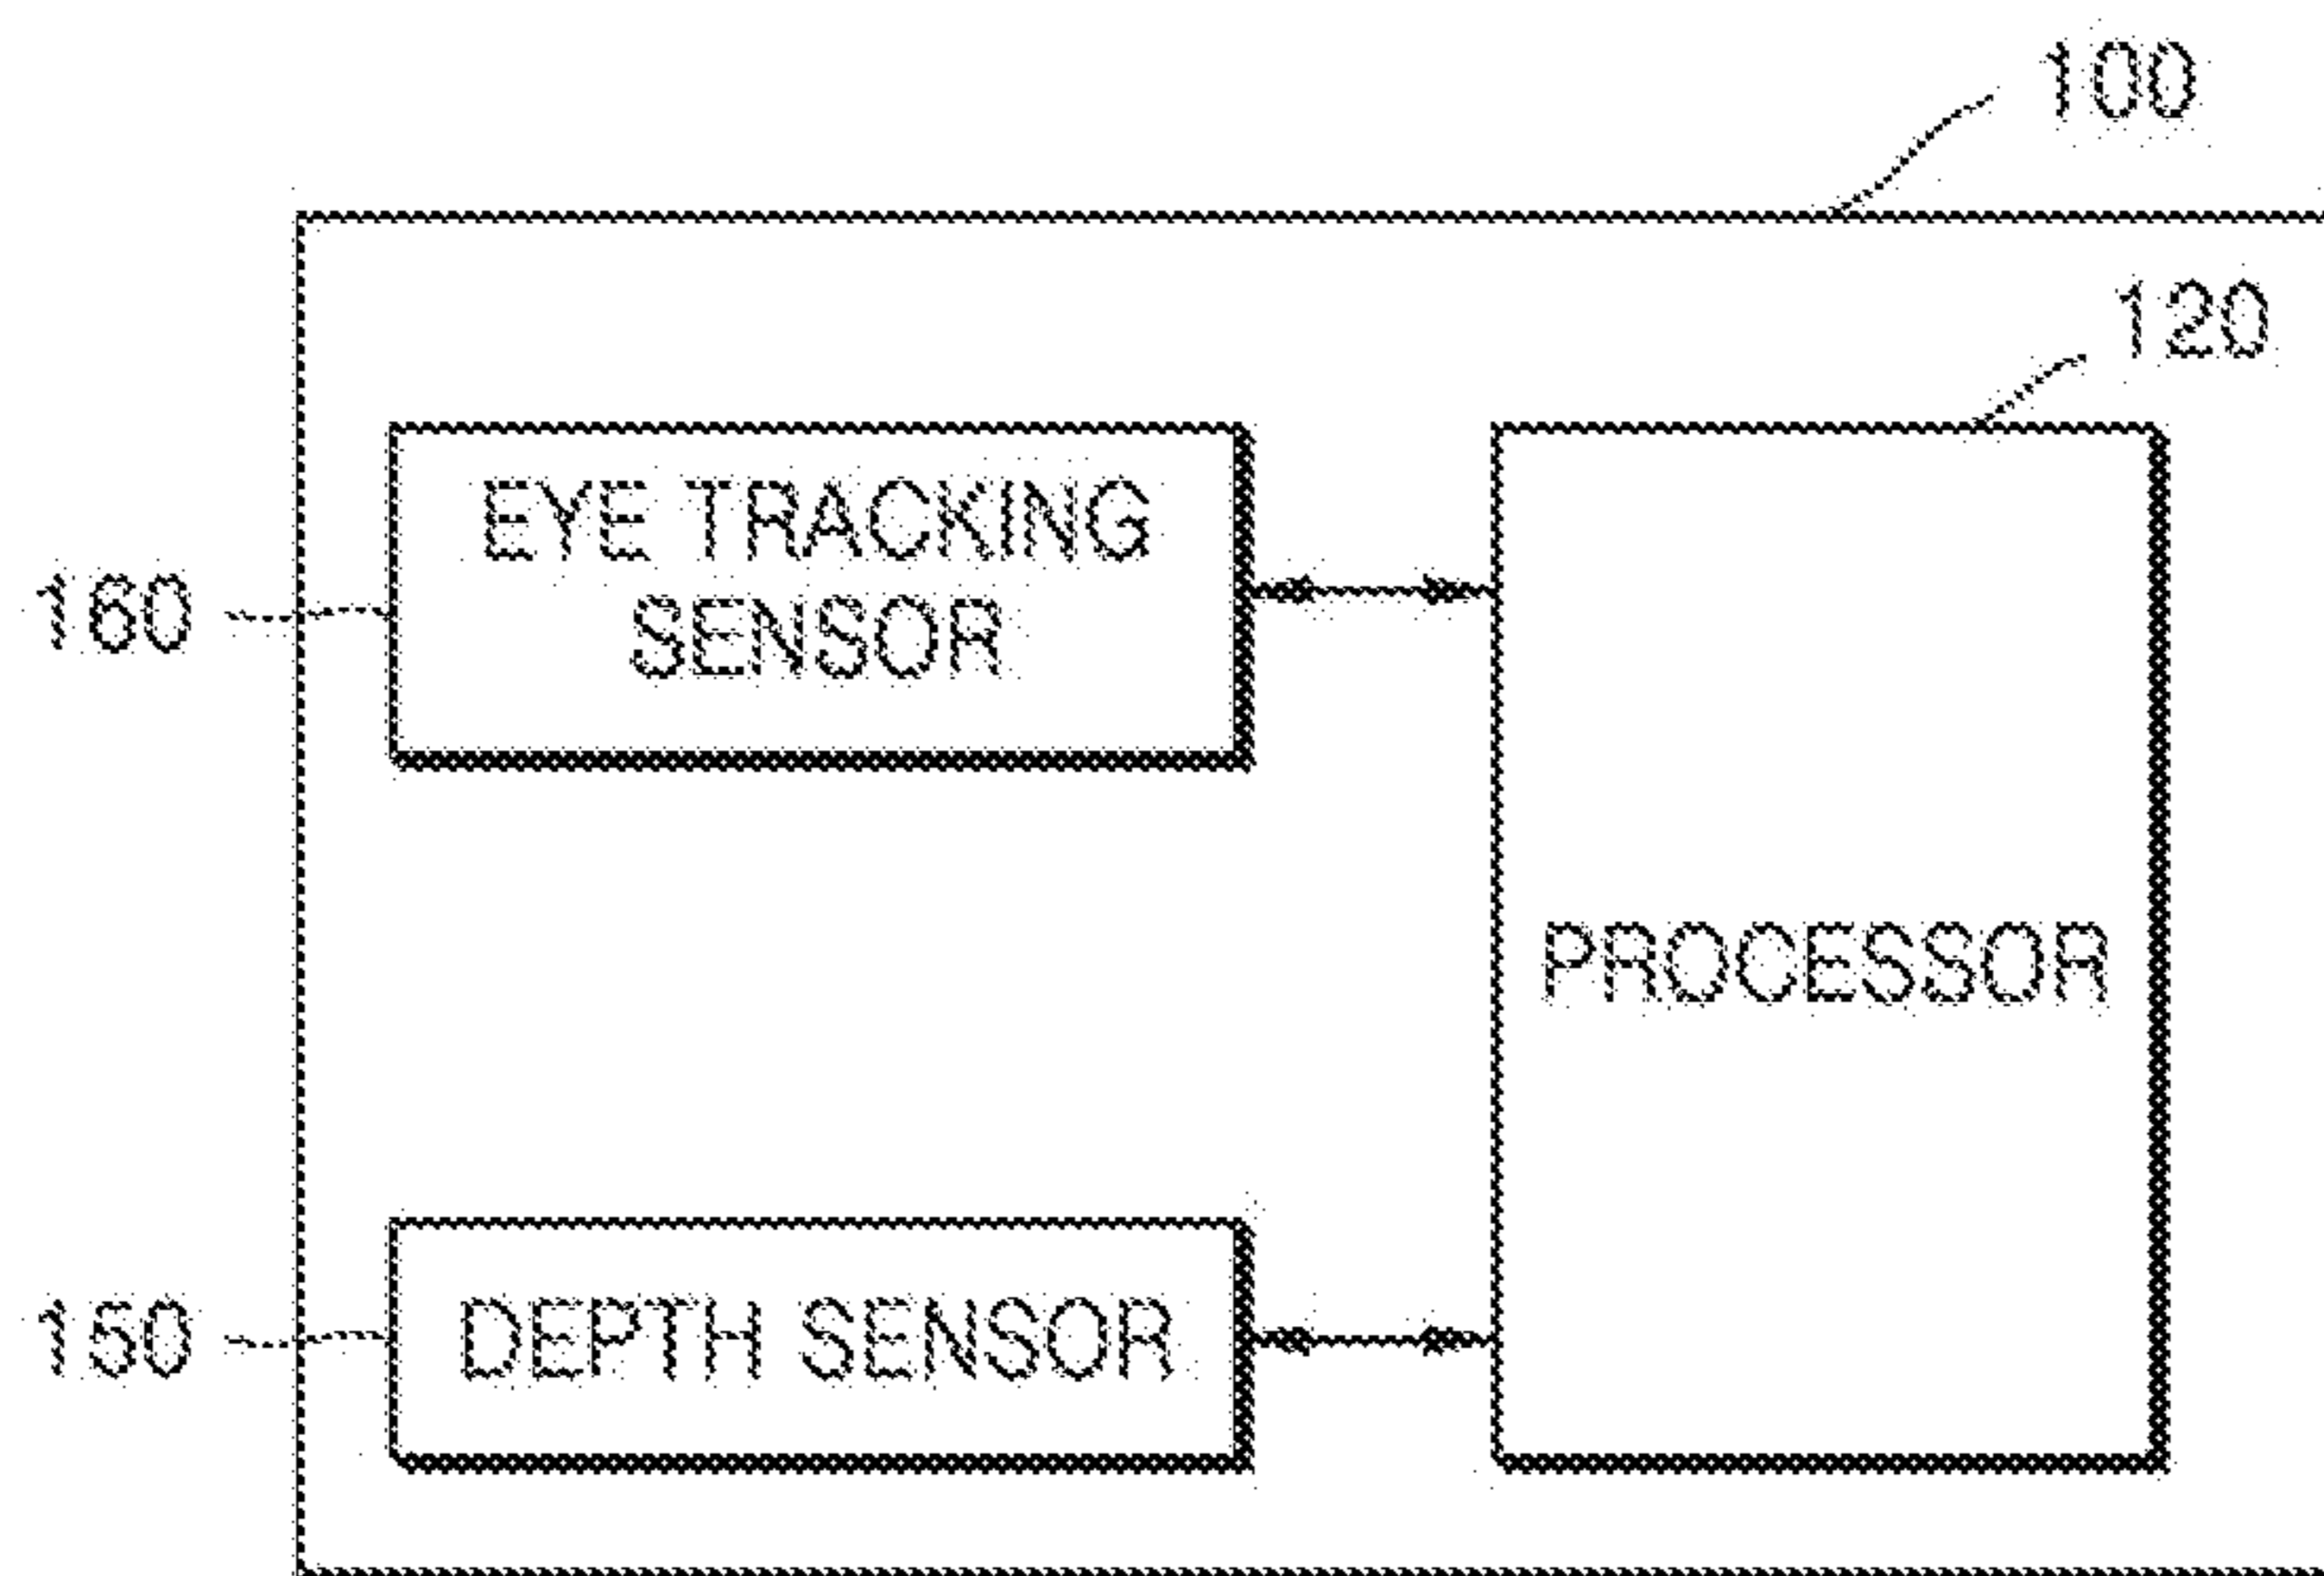 100
120
EYE TRACKING
SENSOR
160
PROCESSOR
DEPTH SENSOR
150